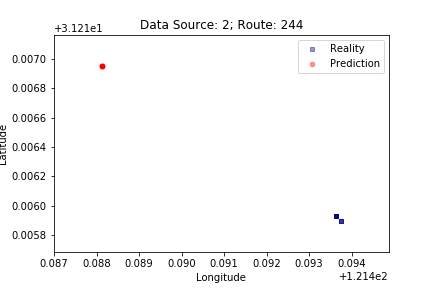 Data Source: 2; Route: 244
+3.121e1
Reality
Prediction
0.0070
0.0068
0.0066
0.0064
0.0062
0.0060
0.0058
Latitude
0.087 0.088 0.089 0.090 0.091 0.092 0.093 0.094
Longitude
+1.214e2